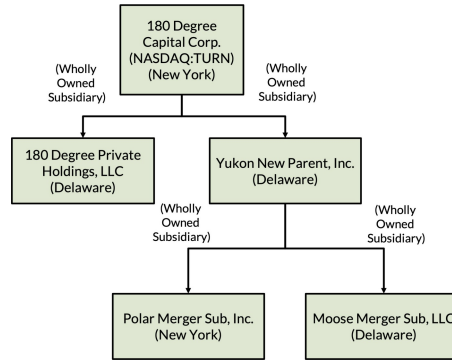 180 Degree
Capital Corp.
(NASDAQ:TURN)
(New York)
(Wholly
Owned
Subsidiary)
(Wholly
Owned
Subsidiary)
180 Degree Private
Holdings, LLC
(Delaware)
Yukon New Parent, Inc.
(Delaware)
(Wholly
Owned
Subsidiary)
(Wholly
Owned
Subsidiary)
Polar Merger Sub, Inc.
(New York)
Moose Merger Sub, LLC
(Delaware)